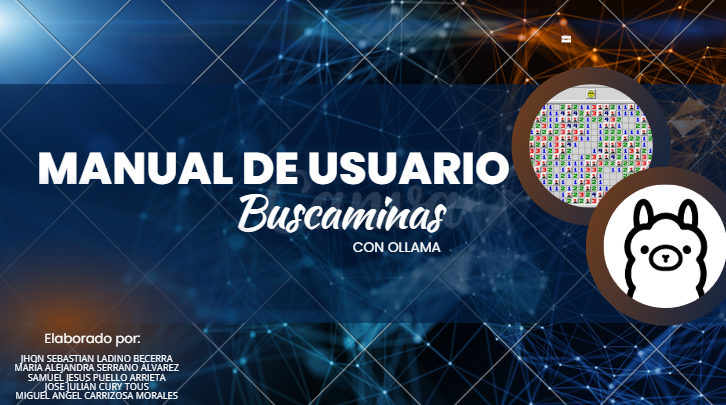 MANUAL DE USUARIO
Buscaminas
CON OLLAMA
Elaborado por:
JHON SEBASTIAN LADINO BECERRA
MARIA ALEJANDRA SERRANO ALVAREZ
SAMUEL JESUS PUELLO ARRIETA
JOSE JULIAN CURY TOUS
MIGUEL ANGEL CARRIZOSA MORALES